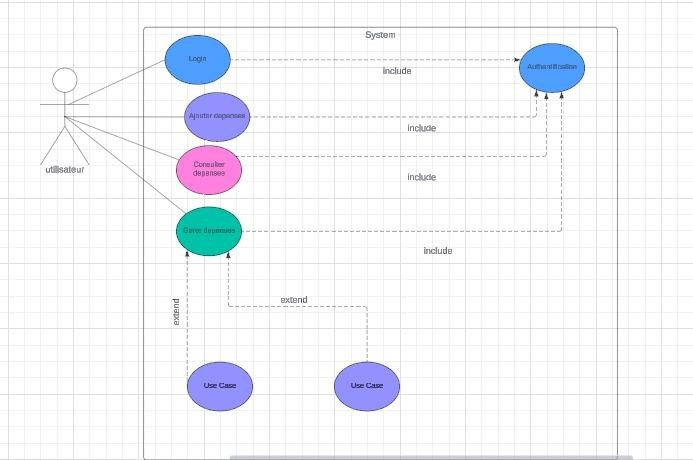 System
Login
Include
Authentification
Ajouter depenses
include
Consulter
depenses
include
utilisateur
Gerer depenses
include
extend
extend
Use Case
Use Case